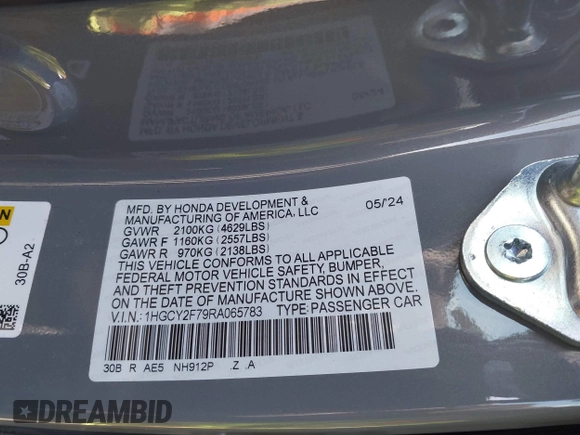 MFD. BY HONDA DEVELOPMENT & 05/'24
MANUFACTURING OF AMERICA, LLC
GVWR 2100KG (4629LBS)
GAWR F 1160KG (2557LBS)
GAWR R 970KG (2138LBS)
THIS VEHICLE CONFORMS TO ALL APPLICABLE
FEDERAL MOTOR VEHICLE SAFETY, BUMPER,
AND THEFT PREVENTION STANDARDS IN EFFECT
ON THE DATE OF MANUFACTURE SHOWN ABOVE.
V.I.N.: 1HGCY2F79RA065783 TYPE:PASSENGER CAR
30B R AE5 NH912P .Z .A
30B-A2
DREAMBID